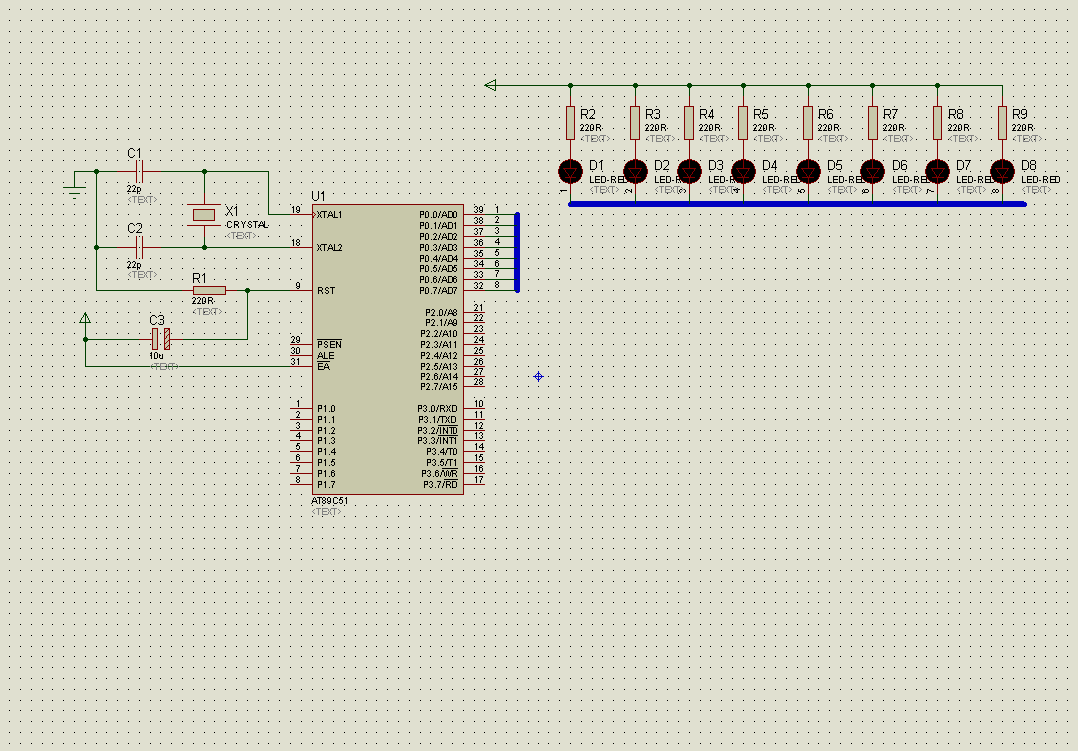 R2
220R
<TEXT>
R3
220R
<TEXT>
R4
220R
<TEXT>
R5
220R
<TEXT>
R6
220R
<TEXT>
R7
220R
<TEXT>
R8
220R
<TEXT>
R9
220R
<TEXT>
D1
LED-RED
<TEXT>
1
D2
LED-RED
<TEXT>
2
D3
LED-RED
<TEXT>
3
D4
LED-RED
<TEXT>
4
D5
LED-RED
<TEXT>
5
D6
LED-RED
<TEXT>
6
D7
LED-RED
<TEXT>
7
D8
LED-RED
<TEXT>
8
C1
22p
<TEXT>
X1
CRYSTAL
<TEXT>
C2
22p
<TEXT>
R1
220R
<TEXT>
C3
10u
<TEXT>
U1
19 XTAL1
18 XTAL2
9 RST
29 PSEN
30 ALE
31 EA
1 P1.0
2 P1.1
3 P1.2
4 P1.3
5 P1.4
6 P1.5
7 P1.6
8 P1.7
P0.0/AD0 39 1
P0.1/AD1 38 2
P0.2/AD2 37 3
P0.3/AD3 36 4
P0.4/AD4 35 5
P0.5/AD5 34 6
P0.6/AD6 33 7
P0.7/AD7 32 8
P2.0/A8 21
P2.1/A9 22
P2.2/A10 23
P2.3/A11 24
P2.4/A12 25
P2.5/A13 26
P2.6/A14 27
P2.7/A15 28
P3.0/RXD 10
P3.1/TXD 11
P3.2/INT0 12
P3.3/INT1 13
P3.4/T0 14
P3.5/T1 15
P3.6/WR 16
P3.7/RD 17
AT89C51
<TEXT>